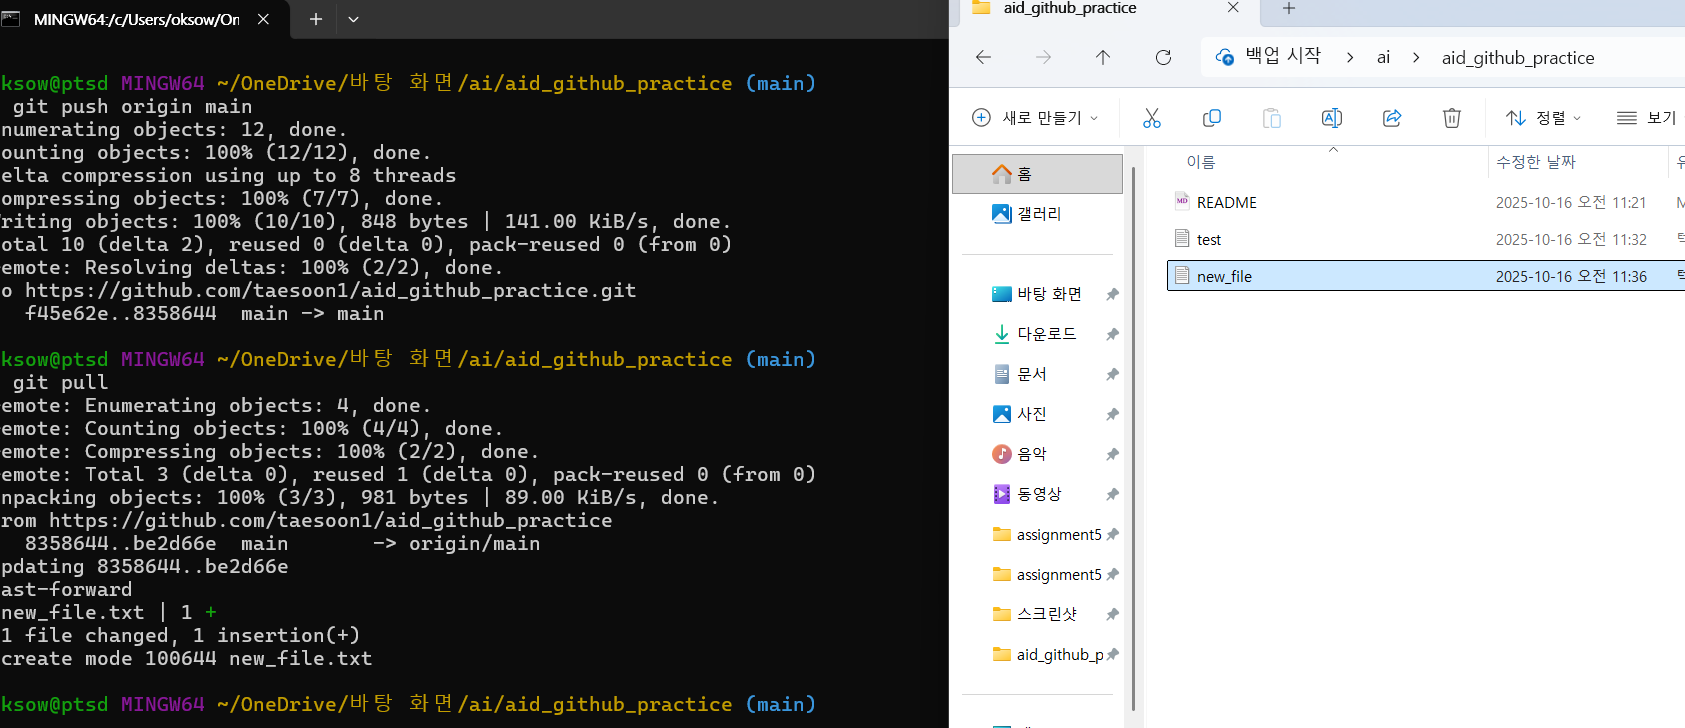 MINGW64:/c/Users/oksow/On
ksow@ptsd MINGW64 ~/OneDrive/바탕 화면/ai/aid_github_practice (main)
git push origin main
numerating objects: 12, done.
ounting objects: 100% (12/12), done.
elta compression using up to 8 threads
ompressing objects: 100% (7/7), done.
riting objects: 100% (10/10), 848 bytes | 141.00 KiB/s, done.
otal 10 (delta 2), reused 0 (delta 0), pack-reused 0 (from 0)
emote: Resolving deltas: 100% (2/2), done.
o https://github.com/taesoon1/aid_github_practice.git
f45e62e..8358644  main -> main
ksow@ptsd MINGW64 ~/OneDrive/바탕 화면/ai/aid_github_practice (main)
git pull
emote: Enumerating objects: 4, done.
emote: Counting objects: 100% (4/4), done.
emote: Compressing objects: 100% (2/2), done.
emote: Total 3 (delta 0), reused 1 (delta 0), pack-reused 0 (from 0)
npacking objects: 100% (3/3), 981 bytes | 89.00 KiB/s, done.
rom https://github.com/taesoon1/aid_github_practice
8358644..be2d66e  main       -> origin/main
pdating 8358644..be2d66e
ast-forward
new_file.txt | 1 +
1 file changed, 1 insertion(+)
create mode 100644 new_file.txt
ksow@ptsd MINGW64 ~/OneDrive/바탕 화면/ai/aid_github_practice (main)
aid_github_practice
백업 시작 > ai > aid_github_practice
새로 만들기 정렬 보기
홈
갤러리
바탕 화면
다운로드
문서
사진
음악
동영상
assignment5
assignment5
스크린샷
aid_github_p
이름 수정한 날짜
README 2025-10-16 오전 11:21
test 2025-10-16 오전 11:32
new_file 2025-10-16 오전 11:36